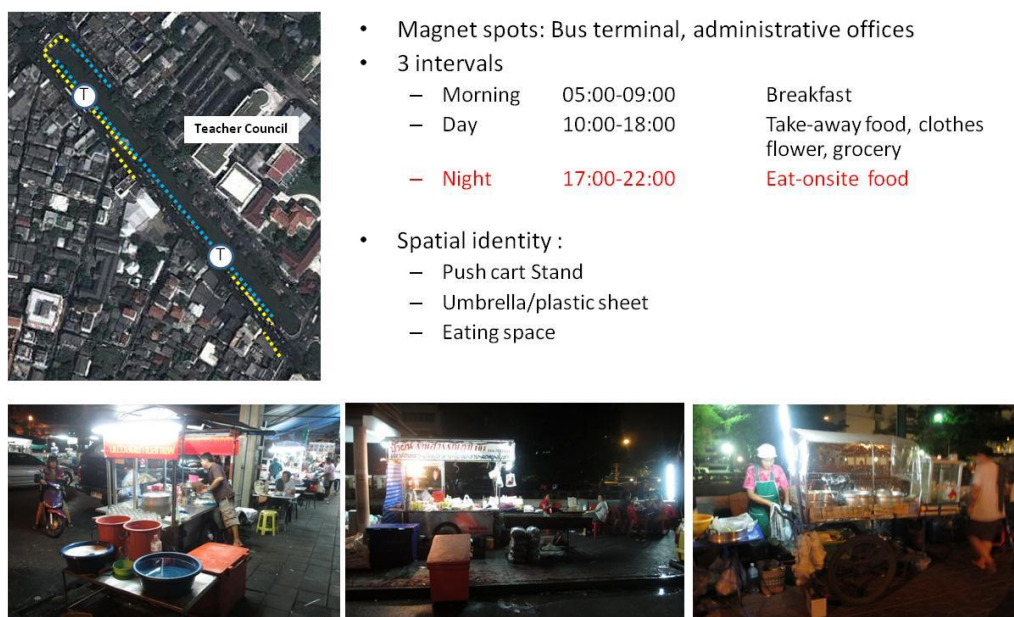 • Magnet spots: Bus terminal, administrative offices
• 3 intervals
– Morning 05:00-09:00 Breakfast
– Day 10:00-18:00 Take-away food, clothes
flower, grocery
– Night 17:00-22:00 Eat-onsite food
• Spatial identity :
– Push cart Stand
– Umbrella/plastic sheet
– Eating space
T
Teacher Council
T